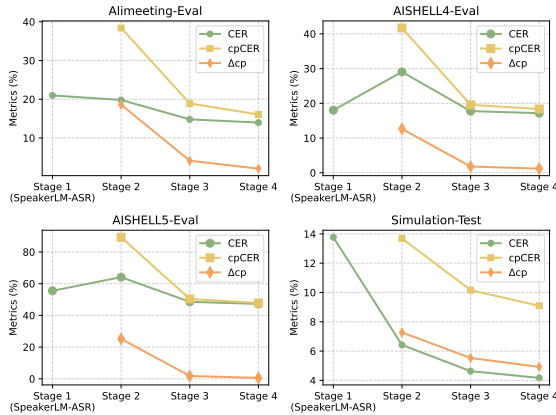 Alimeeting-Eval
Metrics (%)
40
30
20
10
CER
cpCER
Δcp
Stage 1
(SpeakerLM-ASR)
Stage 2
Stage 3
Stage 4
AISHELL4-Eval
Metrics (%)
40
30
20
10
0
CER
cpCER
Δcp
Stage 1
(SpeakerLM-ASR)
Stage 2
Stage 3
Stage 4
AISHELL5-Eval
Metrics (%)
80
60
40
20
0
CER
cpCER
Δcp
Stage 1
(SpeakerLM-ASR)
Stage 2
Stage 3
Stage 4
Simulation-Test
Metrics (%)
14
12
10
8
6
4
CER
cpCER
Δcp
Stage 1
(SpeakerLM-ASR)
Stage 2
Stage 3
Stage 4